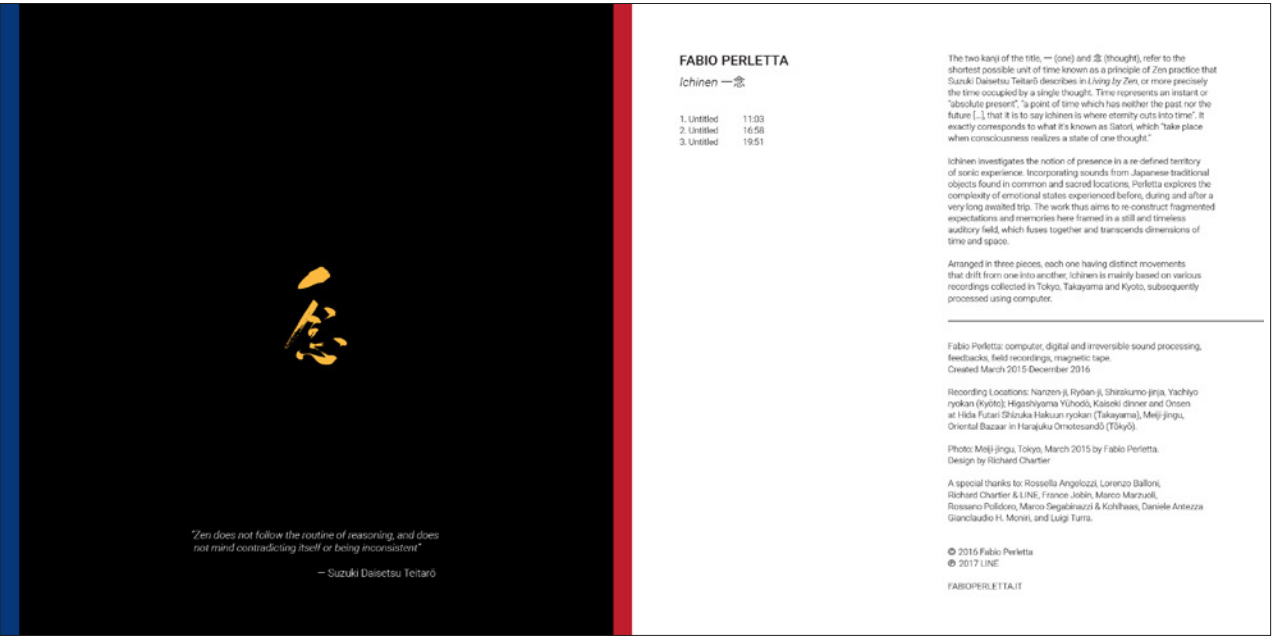 一
念
"Zen does not follow the routine of reasoning, and does
not mind contradicting itself or being inconsistent"
— Suzuki Daisetsu Teitarō
FABIO PERLETTA
Ichinen 一念
1. Untitled 11:03
2. Untitled 16:58
3. Untitled 19:51
The two kanji of the title, 一 (one) and 念 (thought), refer to the
shortest possible unit of time known as a principle of Zen practice that
Suzuki Daisetsu Teitarō describes in Living by Zen, or more precisely
the time occupied by a single thought. Time represents an instant or
"absolute present", "a point of time which has neither the past nor the
future [...], that it is to say ichinen is where eternity cuts into time". It
exactly corresponds to what it's known as Satori, which "take place
when consciousness realizes a state of one thought."
Ichinen investigates the notion of presence in a re-defined territory
of sonic experience. Incorporating sounds from Japanese traditional
objects found in common and sacred locations, Perletta explores the
complexity of emotional states experienced before, during and after a
very long awaited trip. The work thus aims to re-construct fragmented
expectations and memories here framed in a still and timeless
auditory field, which fuses together and transcends dimensions of
time and space.
Arranged in three pieces, each one having distinct movements
that drift from one into another, Ichinen is mainly based on various
recordings collected in Tokyo, Takayama and Kyoto, subsequently
processed using computer.
Fabio Perletta: computer, digital and irreversible sound processing,
feedbacks, field recordings, magnetic tape.
Created March 2015-December 2016
Recording Locations: Nanzen-ji, Ryōan-ji, Shirakumo-jinja, Yachiyo
ryokan (Kyōto); Higashiyama Yūhodō, Kaiseki dinner and Onsen
at Hida Futari Shizuka Hakuun ryokan (Takayama), Meiji-jingu,
Oriental Bazaar in Harajuku Omotesandō (Tōkyō).
Photo: Meiji-jingu, Tokyo, March 2015 by Fabio Perletta.
Design by Richard Chartier
A special thanks to: Rossella Angelozzi, Lorenzo Balloni,
Richard Chartier & LINE, France Jobin, Marco Marzuoli,
Rossano Polidoro, Marco Segabinazzi & Kohlhaas, Daniele Antezza
Gianclaudio H. Moniri, and Luigi Turra.
© 2016 Fabio Perletta
℗ 2017 LINE
FABIOPERLETTA.IT